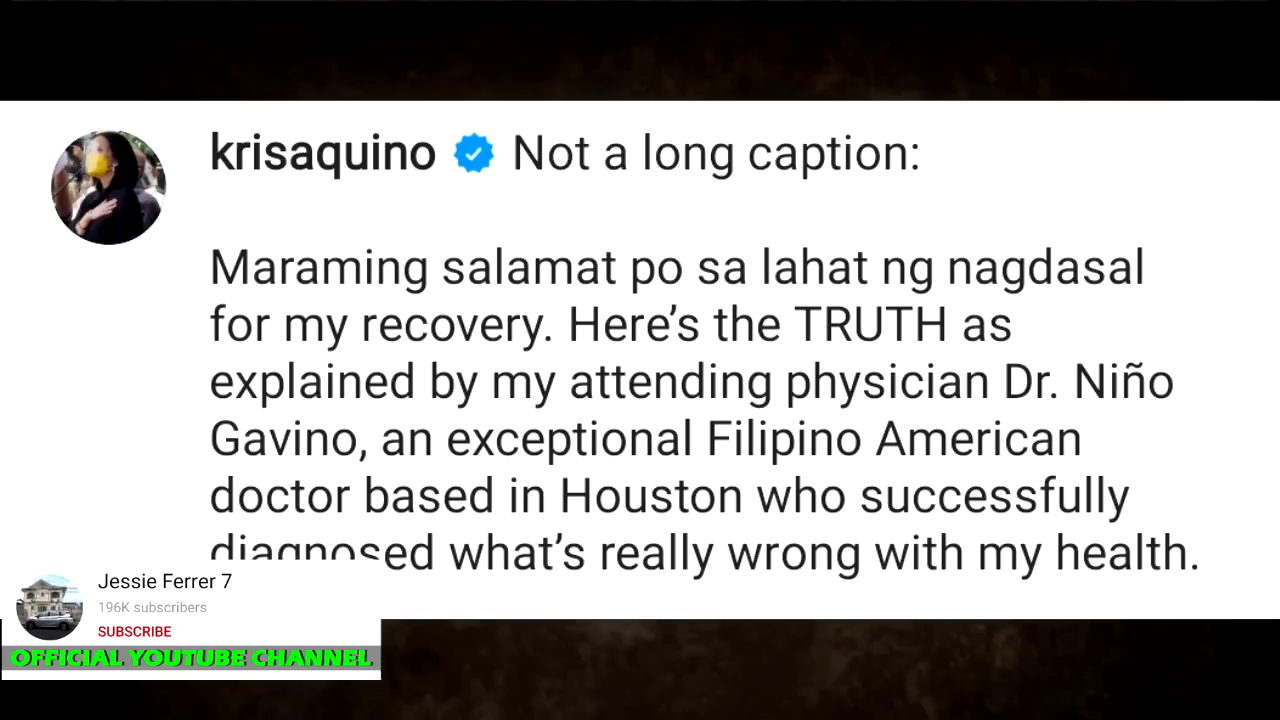 krisaquino Not a long caption:
Maraming salamat po sa lahat ng nagdasal
for my recovery. Here’s the TRUTH as
explained by my attending physician Dr. Niño
Gavino, an exceptional Filipino American
doctor based in Houston who successfully
diagnosed what’s really wrong with my health.
Jessie Ferrer 7
196K subscribers
SUBSCRIBE
OFFICIAL YOUTUBE CHANNEL